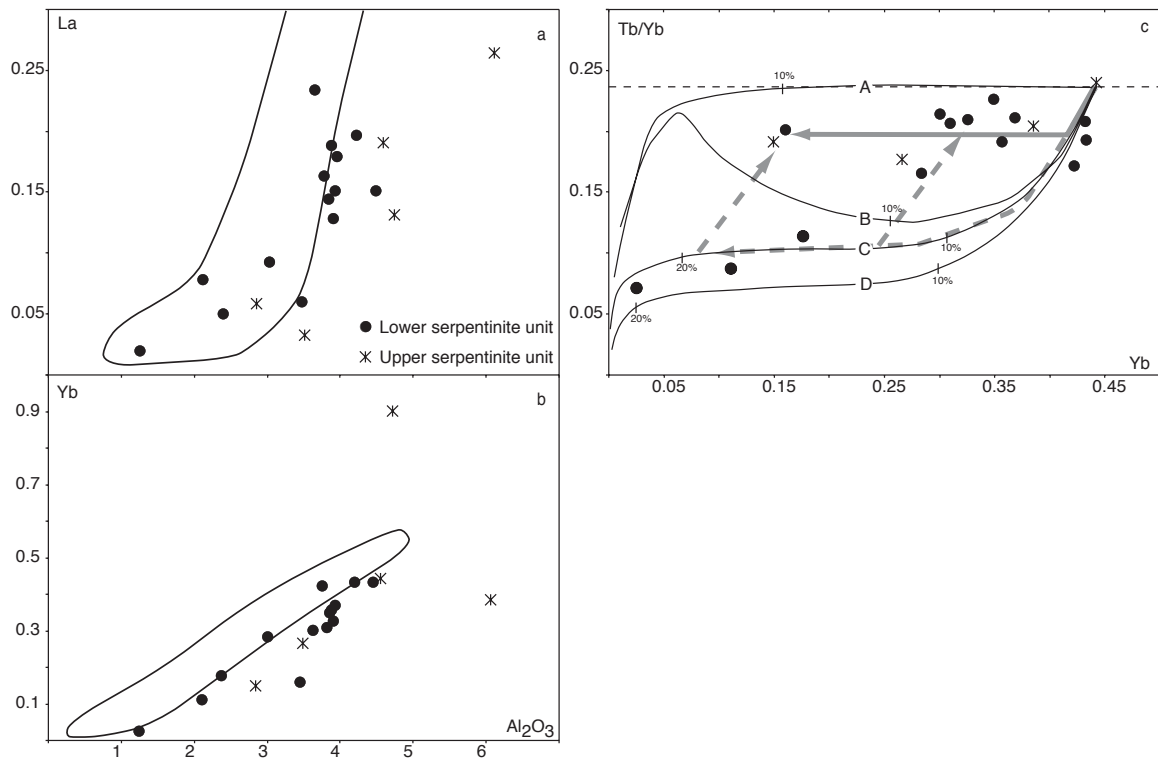 La
a
0.25
0.15
0.05
Lower serpentinite unit
Upper serpentinite unit
Yb
b
0.9
0.7
0.5
0.3
0.1
Al2O3
1 2 3 4 5 6
Tb/Yb
c
0.25
0.15
0.05
10%
A
B
10%
C
10%
20%
D
10%
20%
Yb
0.05 0.15 0.25 0.35 0.45